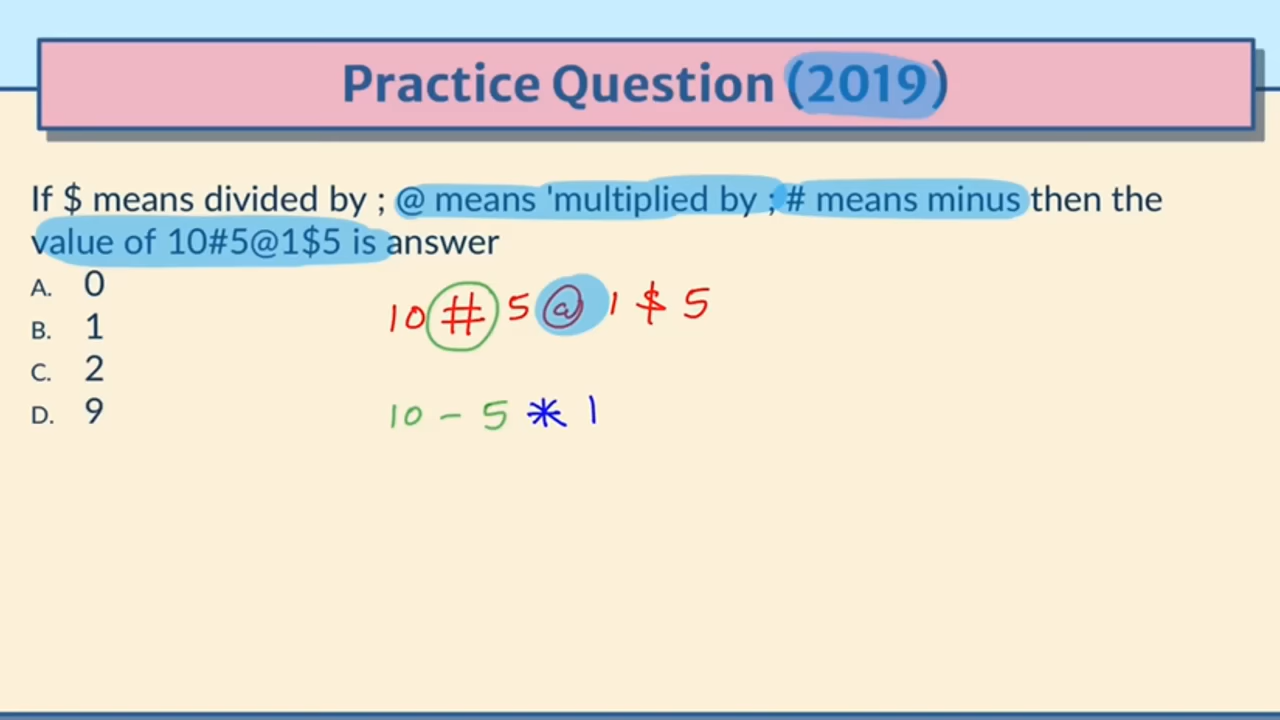 Practice Question (2019)
If $ means divided by ; @ means 'multiplied by ; # means minus then the
value of 10#5@1$5 is answer
A. 0
B. 1
C. 2
D. 9
10 # 5 @ 1 $ 5
10 - 5 * 1